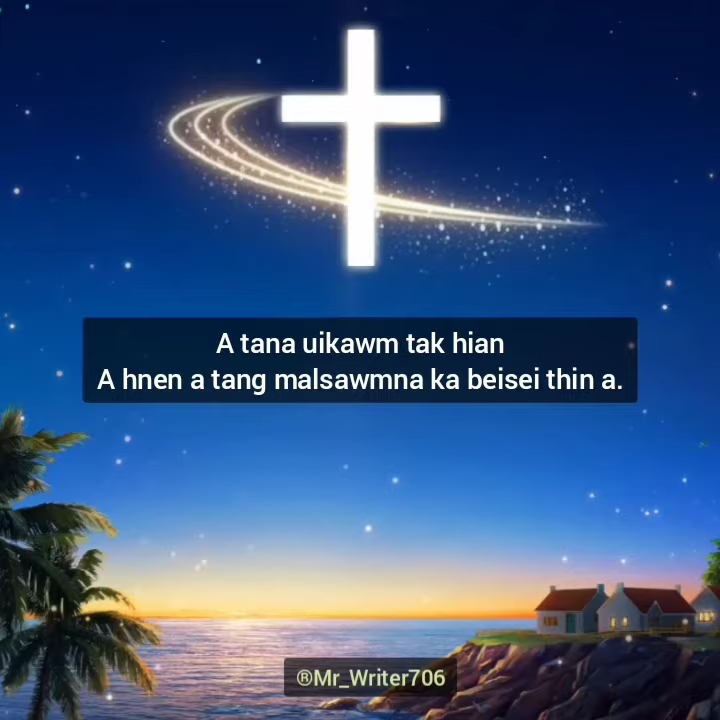 A tana uikawm tak hian
A hnen a tang malsawmna ka beisei thin a.
®Mr_Writer706